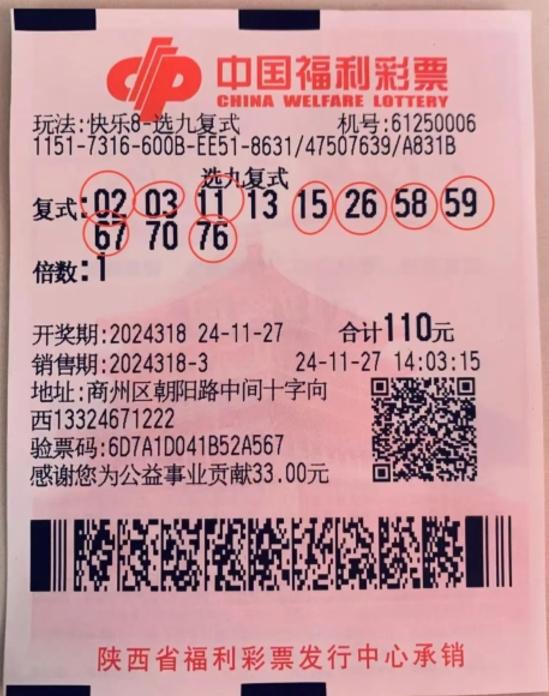 中国福利彩票
CHINA WELFARE LOTTERY
玩法:快乐8-选九复式 机号:61250006
1151-7316-600B-EE51-8631/47507639/A831B
选九复式
复式:02 03 11 13 15 26 58 59
67 70 76
倍数:1
开奖期:2024318 24-11-27 合计110元
销售期:2024318-3 24-11-27 14:03:15
地址:商州区朝阳路中间十字向
西13324671222
验票码:6D7A1D041B52A567
感谢您为公益事业贡献33.00元
陕西省福利彩票发行中心承销